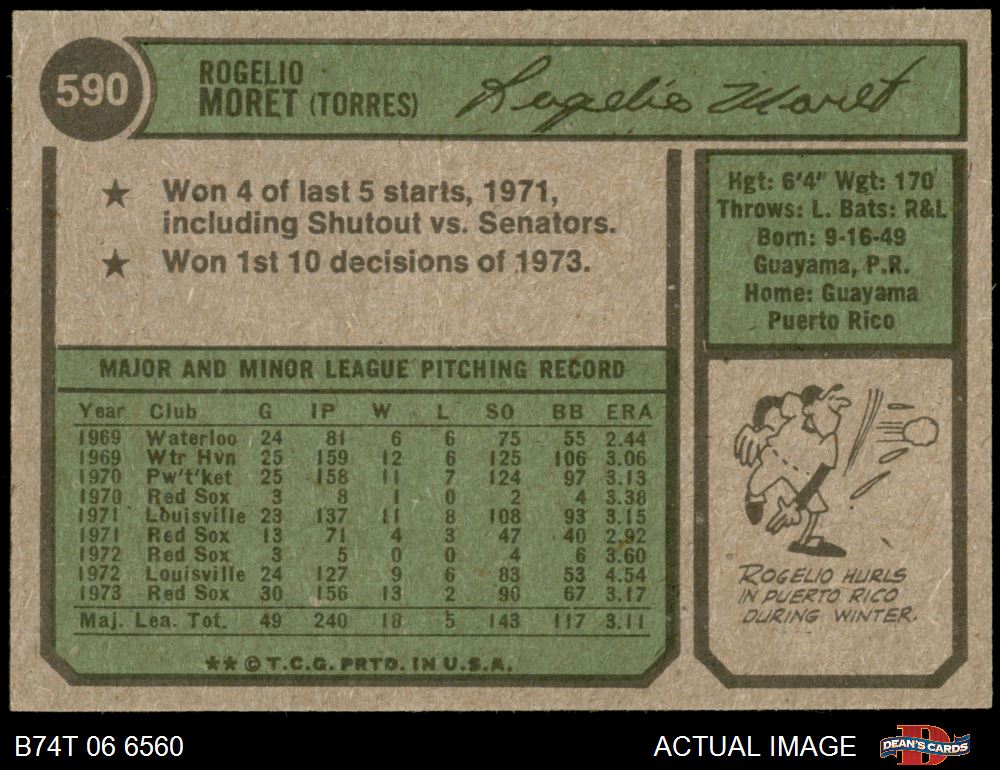 590
ROGELIO
MORET (TORRES)
Rogelio Moret
★ Won 4 of last 5 starts, 1971,
including Shutout vs. Senators.
★ Won 1st 10 decisions of 1973.
Hgt: 6'4" Wgt: 170
Throws: L. Bats: R&L
Born: 9-16-49
Guayama, P.R.
Home: Guayama
Puerto Rico
MAJOR AND MINOR LEAGUE PITCHING RECORD
Year Club G IP W L SO BB ERA
1969 Waterloo 24 81 6 6 75 55 2.44
1969 Wtr Hvn 25 159 12 6 125 106 3.06
1970 Pw't'ket 25 158 11 7 124 97 3.13
1970 Red Sox 3 8 1 0 2 4 3.38
1971 Louisville 23 137 11 8 108 93 3.15
1971 Red Sox 13 71 4 3 47 40 2.92
1972 Red Sox 3 5 0 0 4 6 3.60
1972 Louisville 24 127 9 6 83 53 4.54
1973 Red Sox 30 156 13 2 90 67 3.17
Maj. Lea. Tot. 49 240 18 5 143 117 3.11
★★ © T.C.G. PRTD. IN U.S.A.
ROGELIO HURLS
IN PUERTO RICO
DURING WINTER.
B74T 06 6560
ACTUAL IMAGE
D
DEAN'S CARDS